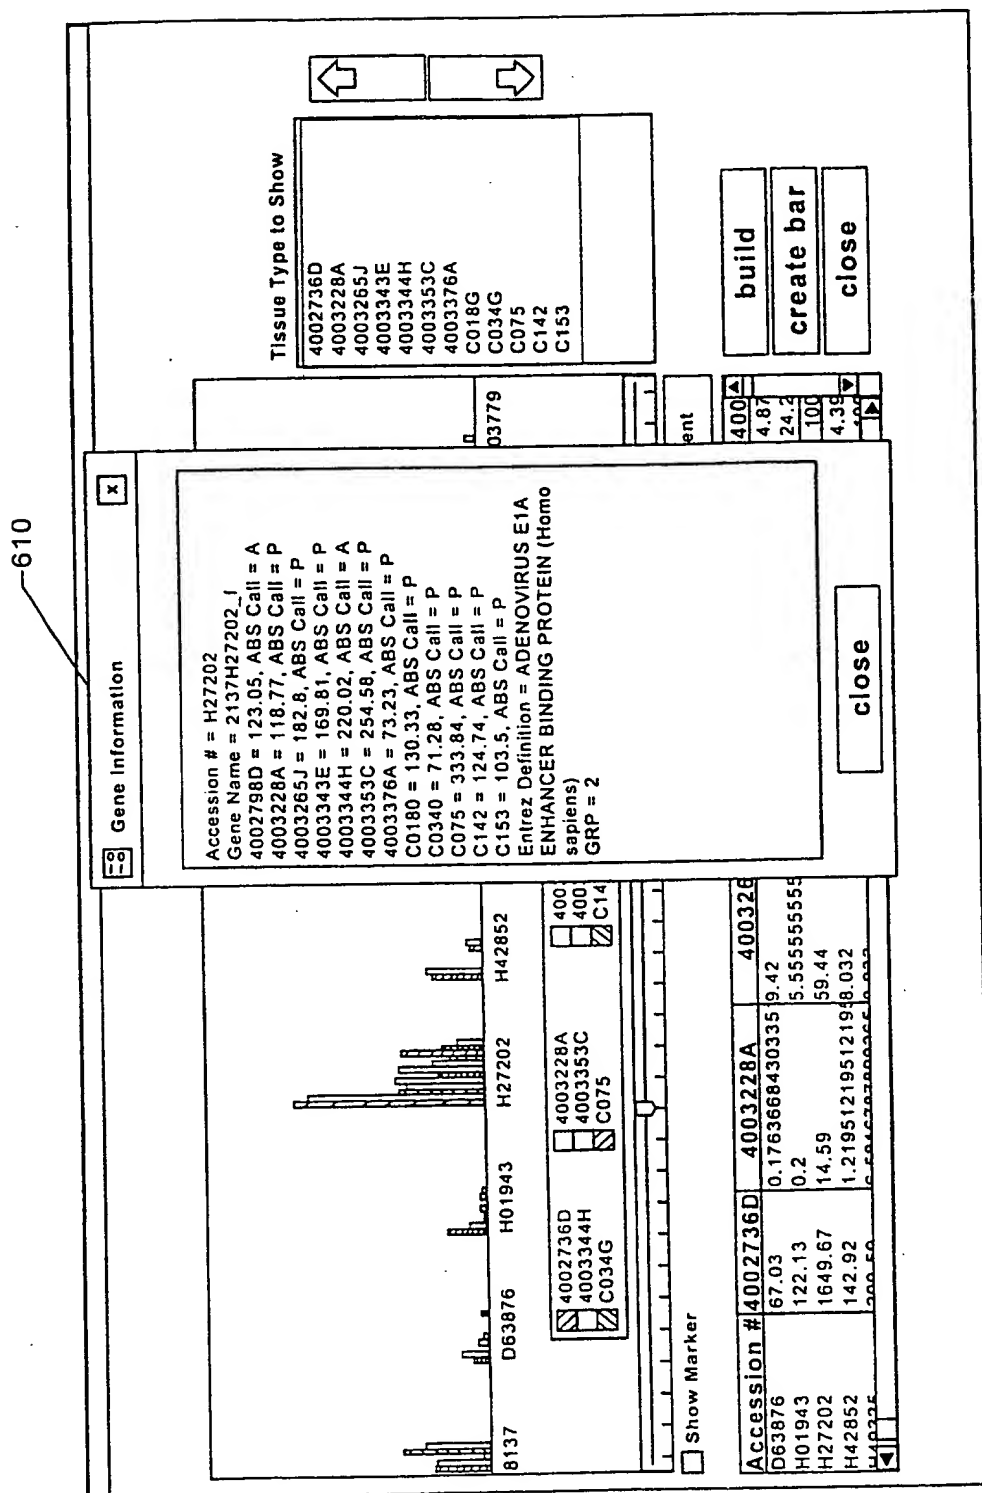 610
Gene Information
x
Accession # = H27202
Gene Name = 2137H27202_I
4002798D = 123.05, ABS Call = A
4003228A = 118.77, ABS Call = P
4003265J = 182.8, ABS Call = P
4003343E = 169.81, ABS Call = P
4003344H = 220.02, ABS Call = A
4003353C = 254.58, ABS Call = P
4003376A = 73.23, ABS Call = P
C0180 = 130.33, ABS Call = P
C0340 = 71.28, ABS Call = P
C075 = 333.84, ABS Call = P
C142 = 124.74, ABS Call = P
C153 = 103.5, ABS Call = P
Entrez Definition = ADENOVIRUS E1A
ENHANCER BINDING PROTEIN (Homo
sapiens)
GRP = 2
close
Tissue Type to Show
4002736D
4003228A
4003265J
4003343E
4003344H
4003353C
4003376A
C018G
C034G
C075
C142
C153
8137 D63876 H01943 H27202 H42852 03779
4002736D 4003228A 400
4003344H 4003353C 400
C034G C075 C14
Show Marker
ent
Accession # 4002736D 4003228A 400326 400
D63876 67.03 0.17636684303351 9.42 4.87
H01943 122.13 0.2 5.5555555555 24.2
H27202 1649.67 14.59 59.44 100
H42852 142.92 1.2195121951219512195 8.032 4.39
build
create bar
close